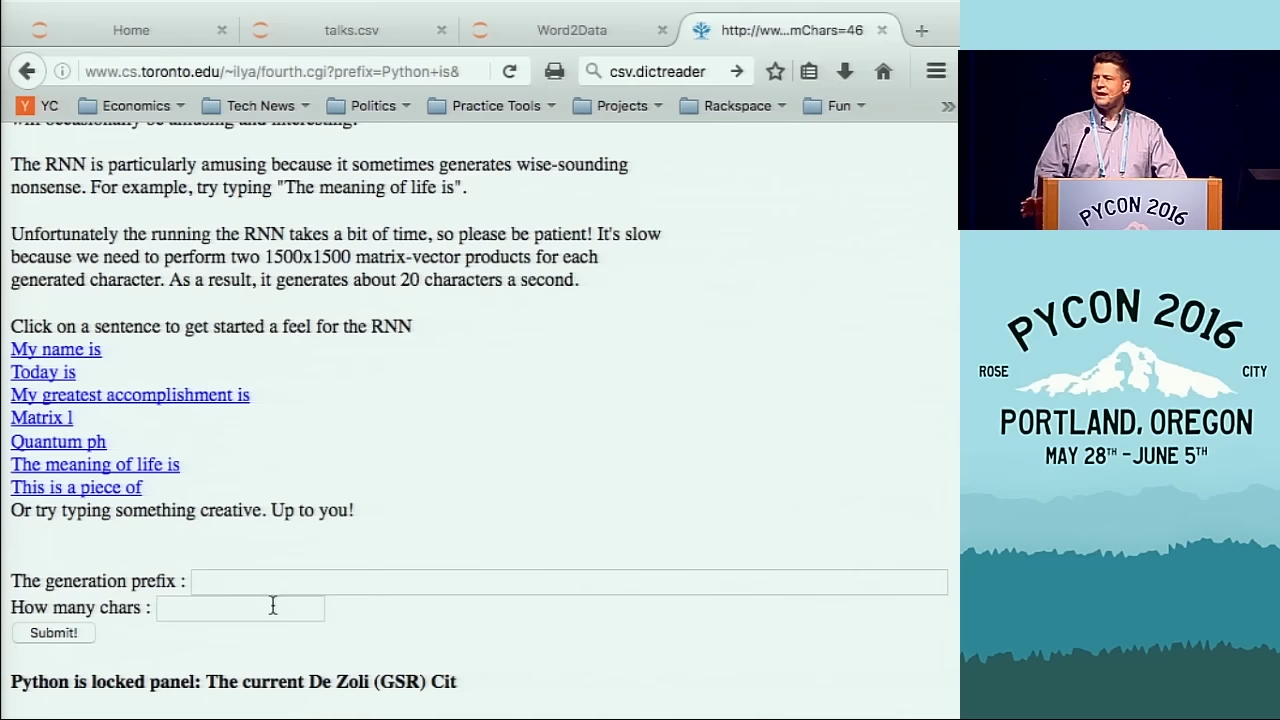 Home
talks.csv
Word2Data
http://ww...mChars=46
www.cs.toronto.edu/~ilya/fourth.cgi?prefix=Python+is&
csv.dictreader
Y YC
Economics
Tech News
Politics
Practice Tools
Projects
Rackspace
Fun
will occasionally be amusing and interesting.
The RNN is particularly amusing because it sometimes generates wise-sounding
nonsense. For example, try typing "The meaning of life is".
Unfortunately the running the RNN takes a bit of time, so please be patient! It's slow
because we need to perform two 1500x1500 matrix-vector products for each
generated character. As a result, it generates about 20 characters a second.
Click on a sentence to get started a feel for the RNN
My name is
Today is
My greatest accomplishment is
Matrix l
Quantum ph
The meaning of life is
This is a piece of
Or try typing something creative. Up to you!
The generation prefix :
How many chars :
Submit!
Python is locked panel: The current De Zoli (GSR) Cit
PYCON 2016
PYCON 2016
ROSE CITY
PORTLAND, OREGON
MAY 28TH - JUNE 5TH